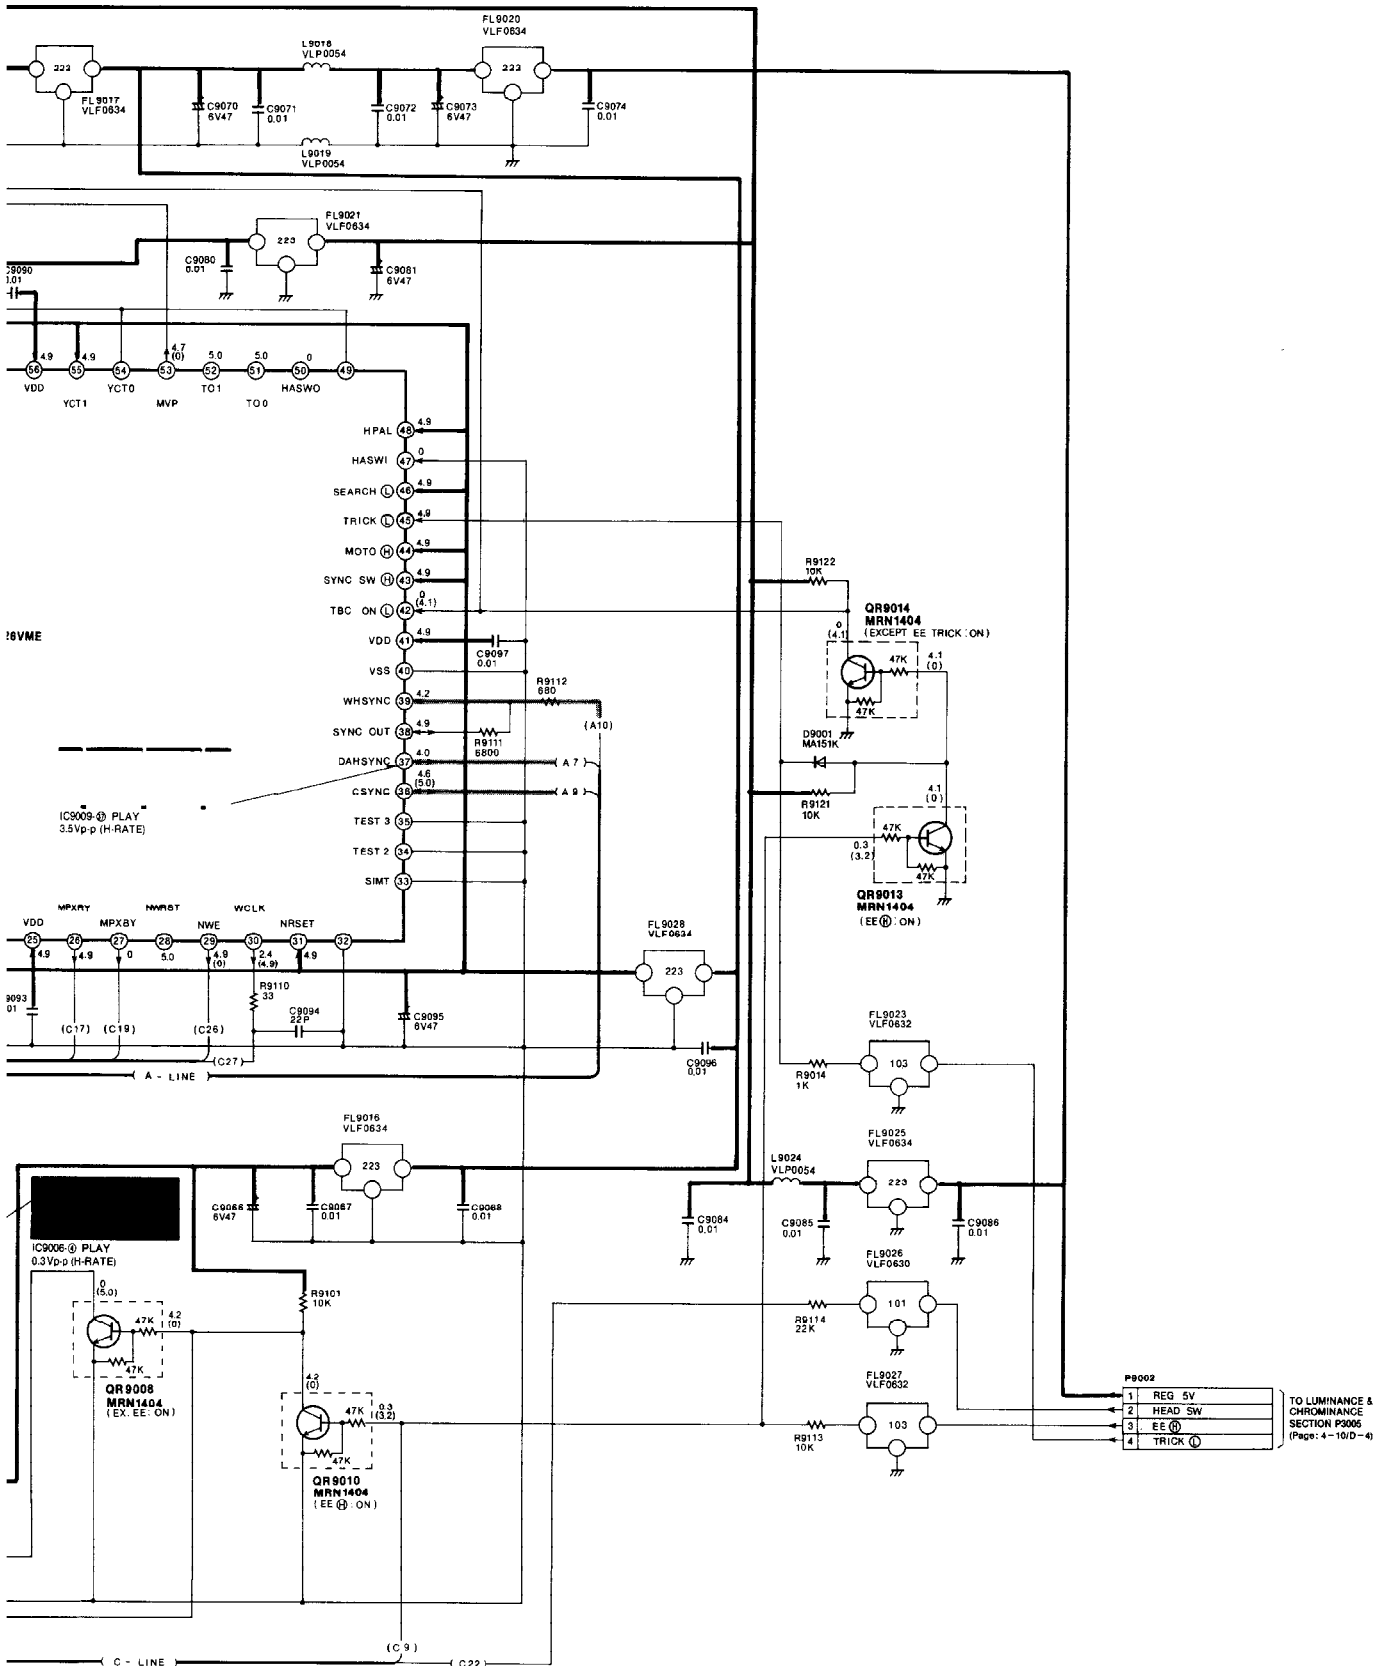 FL9020
VLF0634
L9018
VLP0054
222
223
FL9017
VLF0634
C9070
6V47
C9071
0.01
C9072
0.01
C9073
6V47
C9074
0.01
L9019
VLP0054
FL9021
VLF0634
223
C9080
0.01
C9081
6V47
C9090
0.01
4.9
4.9
4.7
(0)
5.0
5.0
0
56
55
54
53
52
51
50
49
VDD
YCT1
YCT0
MVP
TO1
TO0
HASWO
HPAL 48 4.9
HASWI 47 0
SEARCH Ⓛ 46 4.9
TRICK Ⓛ 45 4.9
MOTO Ⓗ 44 4.9
SYNC SW Ⓗ 43 4.9
TBC ON Ⓛ 42 0
(4.1)
VDD 41 4.9
C9097
0.01
VSS 40
WHSYNC 39 4.2
R9112
680
SYNC OUT 38 4.9
R9111
6800
(A10)
DAHSYNC 37 4.0
(A7)
CSYNC 36 4.6
(5.0)
(A9)
TEST 3 35
TEST 2 34
SIMT 33
26VME
IC9009-㊲ PLAY
3.5Vp-p (H-RATE)
R9122
10K
QR9014
MRN1404
(EXCEPT EE TRICK:ON)
0
(4.1)
47K
4.1
(0)
47K
D9001
MA151K
R9121
10K
4.1
(0)
47K
0.3
(3.2)
47K
QR9013
MRN1404
(EE Ⓗ:ON)
VDD
MPXRY
MPXBY
NWRST
NWE
WCLK
NRSET
25
26
27
28
29
30
31
32
4.9
4.9
0
5.0
4.9
(0)
2.4
(4.9)
4.9
R9110
33
C9094
22P
C9095
6V47
9093
01
(C17)
(C19)
(C26)
(C27)
( A - LINE )
FL9028
VLF0634
223
C9096
0.01
FL9023
VLF0632
103
R9014
1K
FL9016
VLF0634
223
C9066
6V47
C9067
0.01
C9068
0.01
FL9025
VLF0634
L9024
VLP0054
223
C9084
0.01
C9085
0.01
C9086
0.01
IC9006-④ PLAY
0.3Vp-p (H-RATE)
0
(5.0)
4.2
(0)
47K
47K
QR9008
MRN1404
(EX. EE:ON)
R9101
10K
4.2
(0)
0.3
(3.2)
47K
47K
QR9010
MRN1404
(EE Ⓗ:ON)
FL9026
VLF0630
101
R9114
22K
FL9027
VLF0632
103
R9113
10K
P9002
1 REG 5V
2 HEAD SW
3 EE Ⓗ
4 TRICK Ⓛ
TO LUMINANCE &
CHROMINANCE
SECTION P3005
(Page: 4-10/D-4)
(C9)
( C - LINE )
(C22)